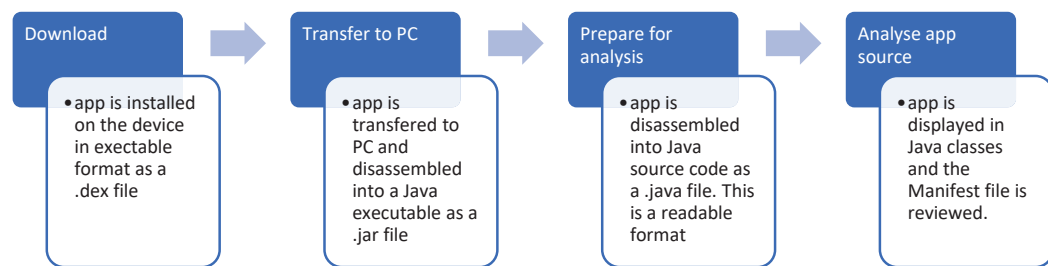 Download
•app is installed
on the device
in exectable
format as a
.dex file
Transfer to PC
•app is
transfered to
PC and
disassembled
into a Java
executable as a
.jar file
Prepare for
analysis
•app is
disassembled
into Java
source code as
a .java file. This
is a readable
format
Analyse app
source
•app is
displayed in
Java classes
and the
Manifest file is
reviewed.